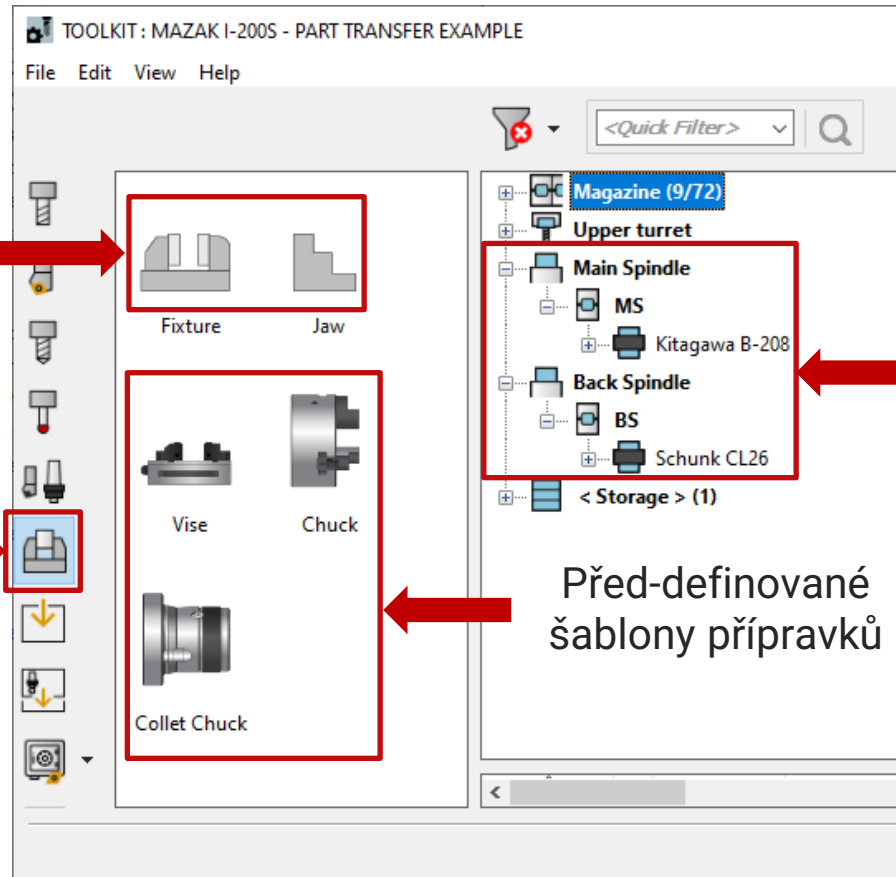 TOOLKIT : MAZAK I-200S - PART TRANSFER EXAMPLE
File Edit View Help
<Quick Filter>
Magazine (9/72)
Upper turret
Main Spindle
MS
Kitagawa B-208
Back Spindle
BS
Schunk CL26
< Storage > (1)
Fixture Jaw
Vise Chuck
Collet Chuck
Před-definované
šablony přípravků